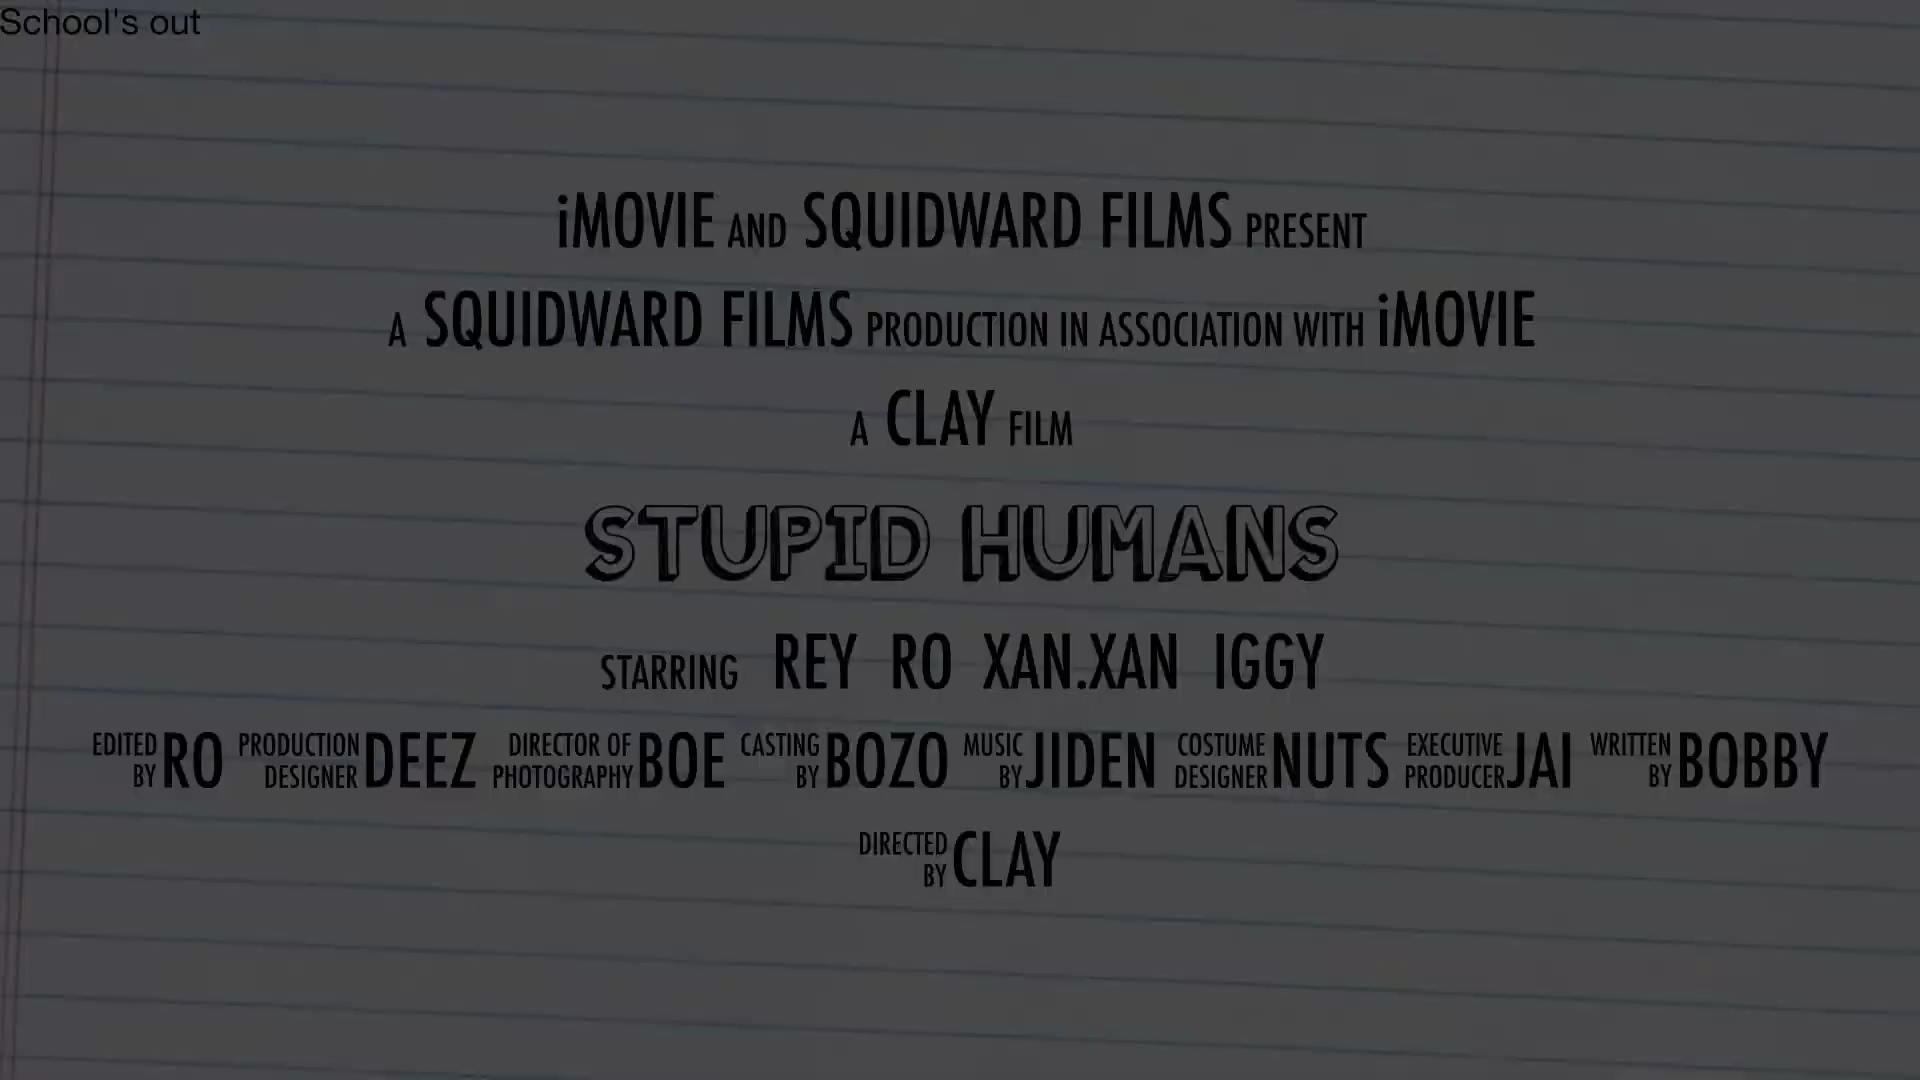 School's out
iMOVIE AND SQUIDWARD FILMS PRESENT
A SQUIDWARD FILMS PRODUCTION IN ASSOCIATION WITH iMOVIE
A CLAY FILM
STUPID HUMANS
STARRING REY RO XAN.XAN IGGY
EDITED BY RO PRODUCTION DESIGNER DEEZ DIRECTOR OF PHOTOGRAPHY BOE CASTING BY BOZO MUSIC BY JIDEN COSTUME DESIGNER NUTS EXECUTIVE PRODUCER JAI WRITTEN BY BOBBY
DIRECTED BY CLAY